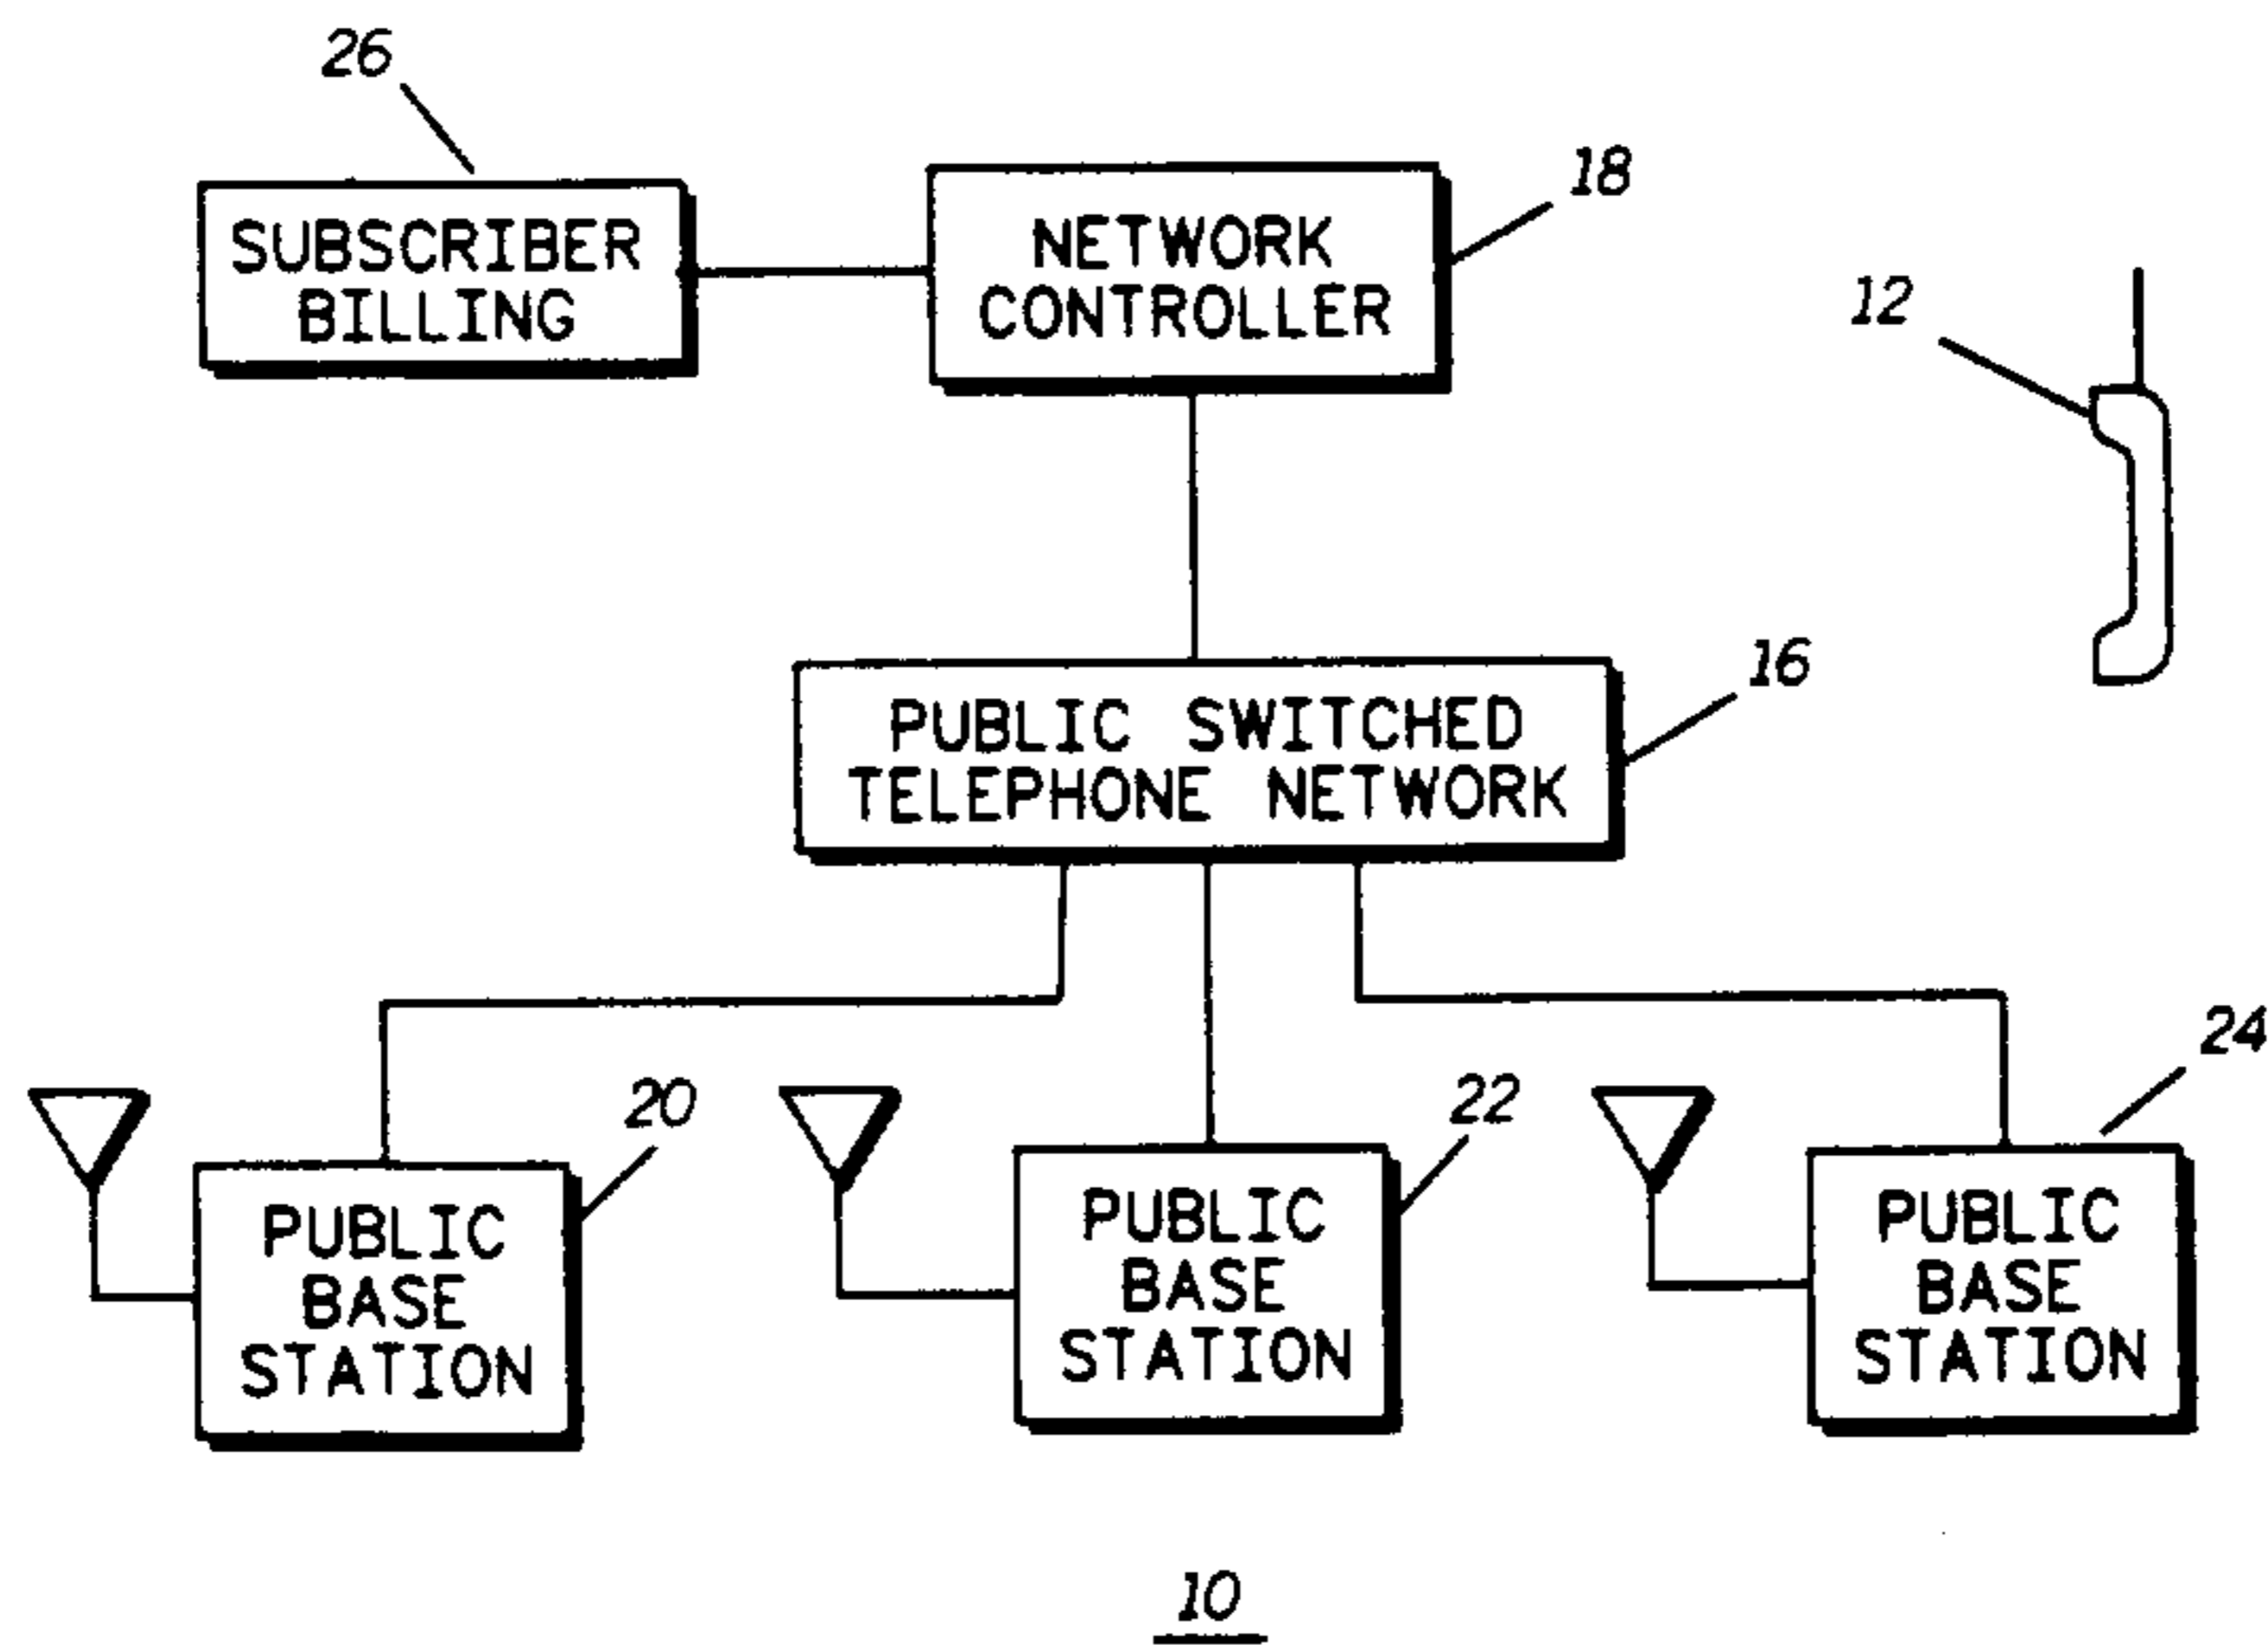 26
SUBSCRIBER
BILLING
NETWORK
CONTROLLER
18
12
PUBLIC SWITCHED
TELEPHONE NETWORK
16
20
PUBLIC
BASE
STATION
22
PUBLIC
BASE
STATION
24
PUBLIC
BASE
STATION
10